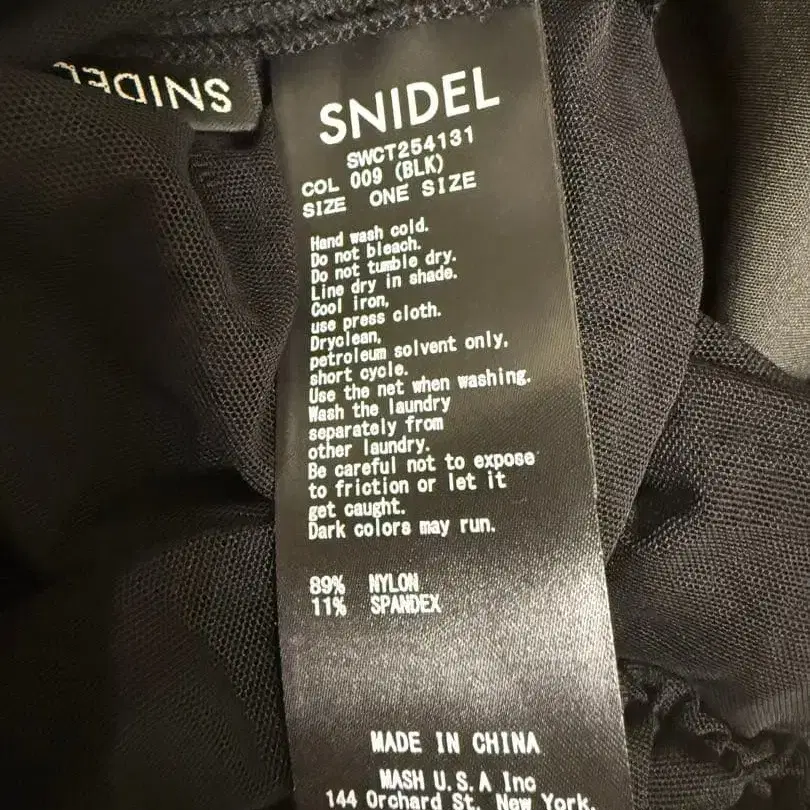 SNIDEL
SNIDEL
SWCT254131
COL 009 (BLK)
SIZE ONE SIZE
Hand wash cold.
Do not bleach.
Do not tumble dry.
Line dry in shade.
Cool iron,
use press cloth.
Dryclean,
petroleum solvent only,
short cycle.
Use the net when washing.
Wash the laundry
separately from
other laundry.
Be careful not to expose
to friction or let it
get caught.
Dark colors may run.
89% NYLON
11% SPANDEX
MADE IN CHINA
MASH U.S.A Inc
144 Orchard St. New York,